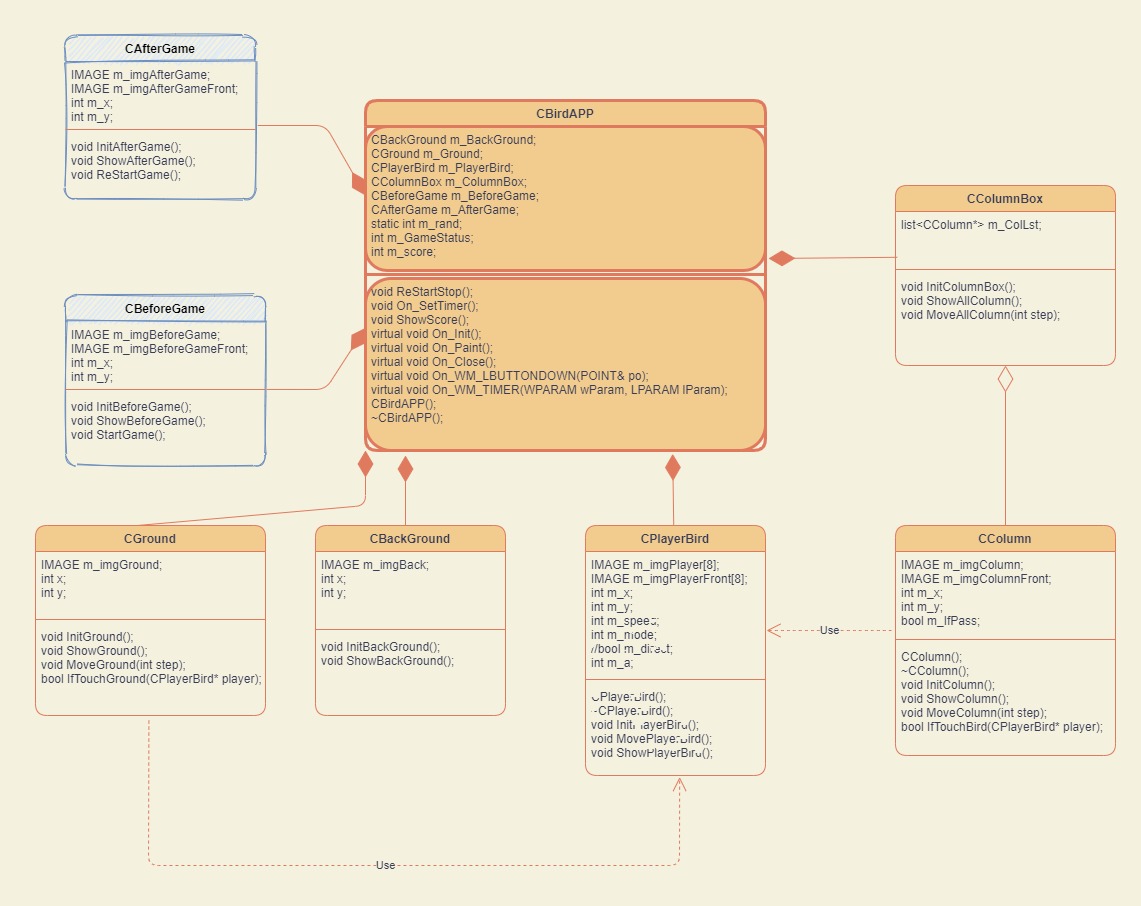 CAfterGame
IMAGE m_imgAfterGame;
IMAGE m_imgAfterGameFront;
int m_x;
int m_y;
void InitAfterGame();
void ShowAfterGame();
void ReStartGame();
CBirdAPP
CBackGround m_BackGround;
CGround m_Ground;
CPlayerBird m_PlayerBird;
CColumnBox m_ColumnBox;
CBeforeGame m_BeforeGame;
CAfterGame m_AfterGame;
static int m_rand;
int m_GameStatus;
int m_score;
void ReStartStop();
void On_SetTimer();
void ShowScore();
virtual void On_Init();
virtual void On_Paint();
virtual void On_Close();
virtual void On_WM_LBUTTONDOWN(POINT& po);
virtual void On_WM_TIMER(WPARAM wParam, LPARAM lParam);
CBirdAPP();
~CBirdAPP();
CColumnBox
list<CColumn*> m_ColLst;
void InitColumnBox();
void ShowAllColumn();
void MoveAllColumn(int step);
CBeforeGame
IMAGE m_imgBeforeGame;
IMAGE m_imgBeforeGameFront;
int m_x;
int m_y;
void InitBeforeGame();
void ShowBeforeGame();
void StartGame();
CGround
IMAGE m_imgGround;
int x;
int y;
void InitGround();
void ShowGround();
void MoveGround(int step);
bool IfTouchGround(CPlayerBird* player);
CBackGround
IMAGE m_imgBack;
int x;
int y;
void InitBackGround();
void ShowBackGround();
CPlayerBird
IMAGE m_imgPlayer[8];
IMAGE m_imgPlayerFront[8];
int m_x;
int m_y;
int m_speed;
int m_mode;
//bool m_direct;
int m_a;
CPlayerBird();
~CPlayerBird();
void InitPlayerBird();
void MovePlayerBird();
void ShowPlayerBird();
Use
CColumn
IMAGE m_imgColumn;
IMAGE m_imgColumnFront;
int m_x;
int m_y;
bool m_IfPass;
CColumn();
~CColumn();
void InitColumn();
void ShowColumn();
void MoveColumn(int step);
bool IfTouchBird(CPlayerBird* player);
Use